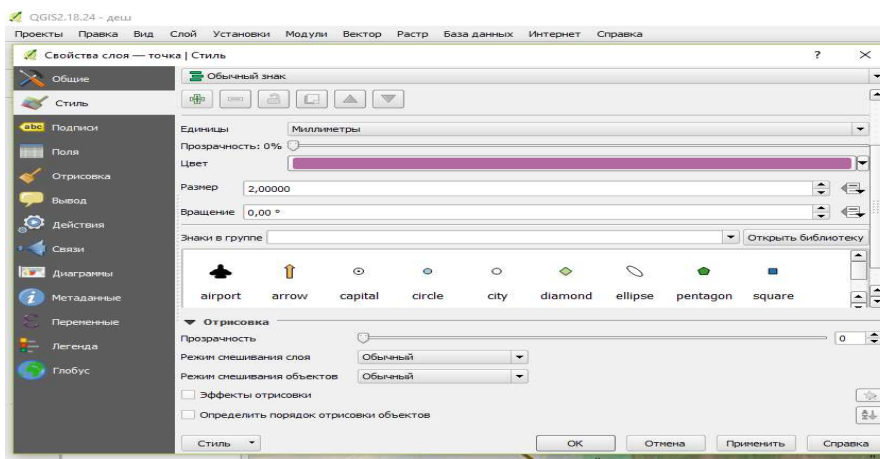 QGIS2.18.24 - деш
Проекты Правка Вид Слой Установки Модули Вектор Растр База данных Интернет Справка
Свойства слоя — точка | Стиль ? ×
Общие
Стиль
abc Подписи
Поля
Отрисовка
Вывод
Действия
Связи
Диаграммы
Метаданные
Переменные
Легенда
Глобус
Обычный знак
Единицы Миллиметры
Прозрачность: 0%
Цвет
Размер 2,00000
Вращение 0,00 °
Знаки в группе Открыть библиотеку
airport arrow capital circle city diamond ellipse pentagon square
Отрисовка
Прозрачность 0
Режим смешивания слоя Обычный
Режим смешивания объектов Обычный
Эффекты отрисовки
Определить порядок отрисовки объектов
Стиль OK Отмена Применить Справка